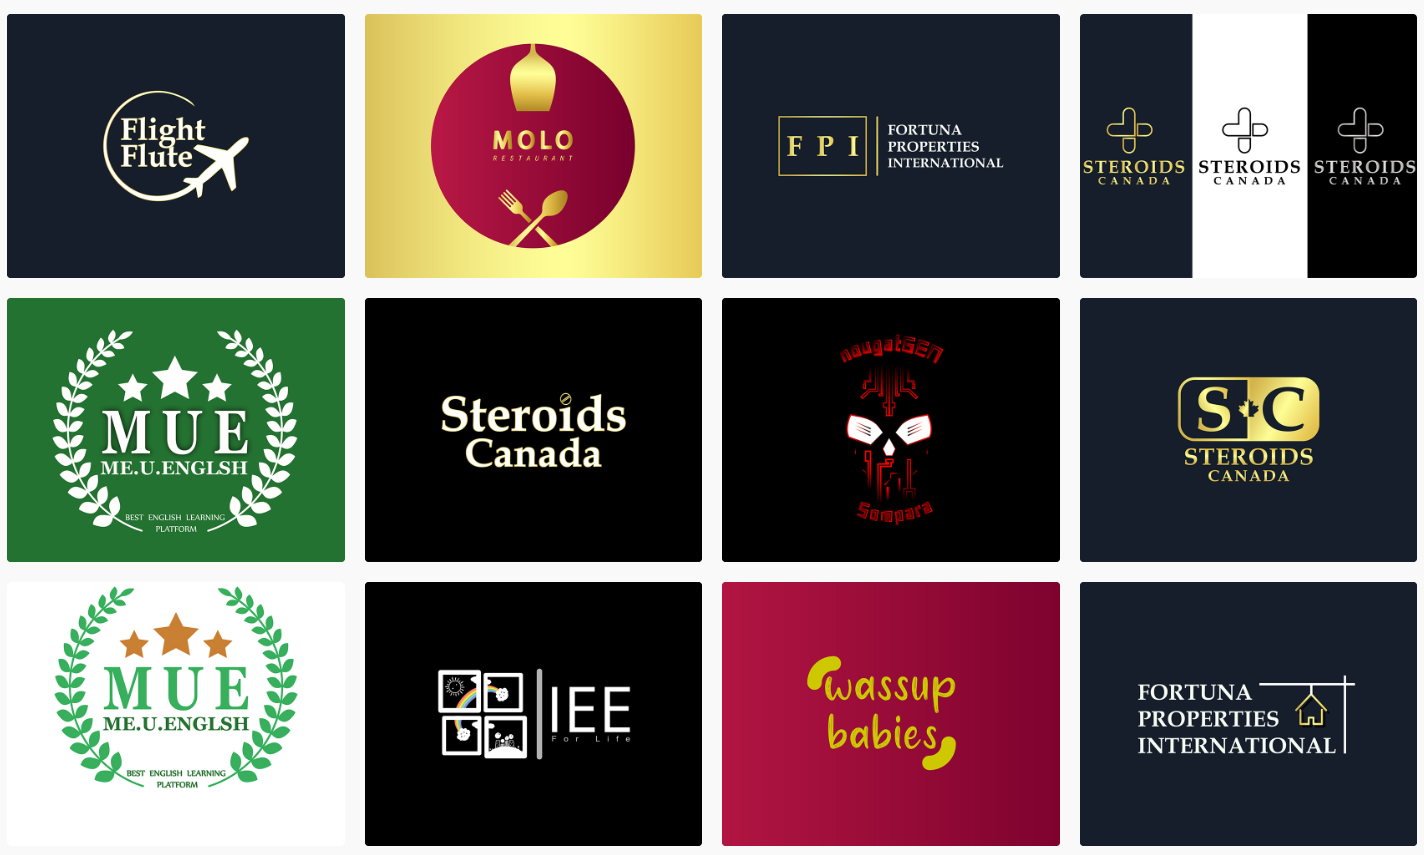 Flight
Flute
MOLO
RESTAURANT
F P I
FORTUNA
PROPERTIES
INTERNATIONAL
STEROIDS
CANADA
STEROIDS
CANADA
STEROIDS
CANADA
MUE
ME.U.ENGLSH
BEST ENGLISH LEARNING
PLATFORM
Steroids
Canada
nougatGEN
Sampara
S C
STEROIDS
CANADA
MUE
ME.U.ENGLSH
BEST ENGLISH LEARNING
PLATFORM
IEE
For Life
wassup
babies
FORTUNA
PROPERTIES
INTERNATIONAL